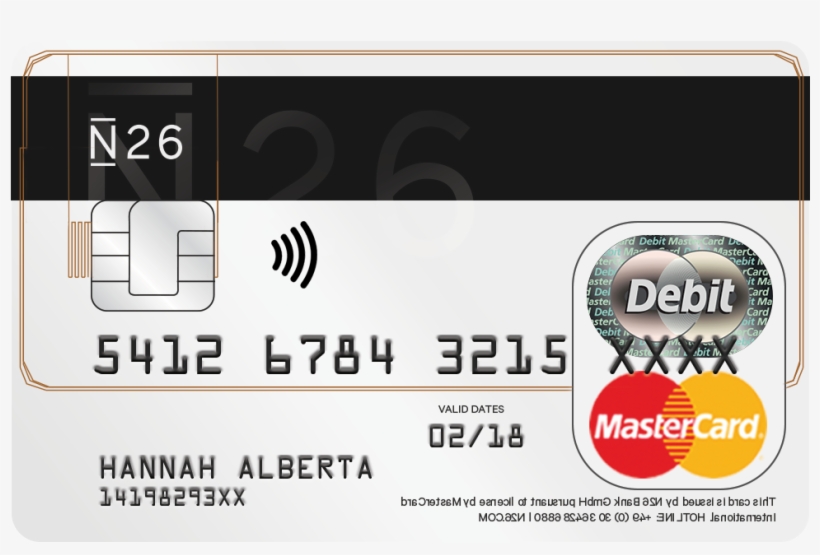 N26
5412 6784 3215 XXXX
Debit
MasterCard
VALID DATES
02/18
HANNAH ALBERTA
14198293XX
This card is issued by N26 Bank GmbH pursuant to license by MasterCard
International. HOTLINE: +49 (0) 30 36428 6880 | N26.COM